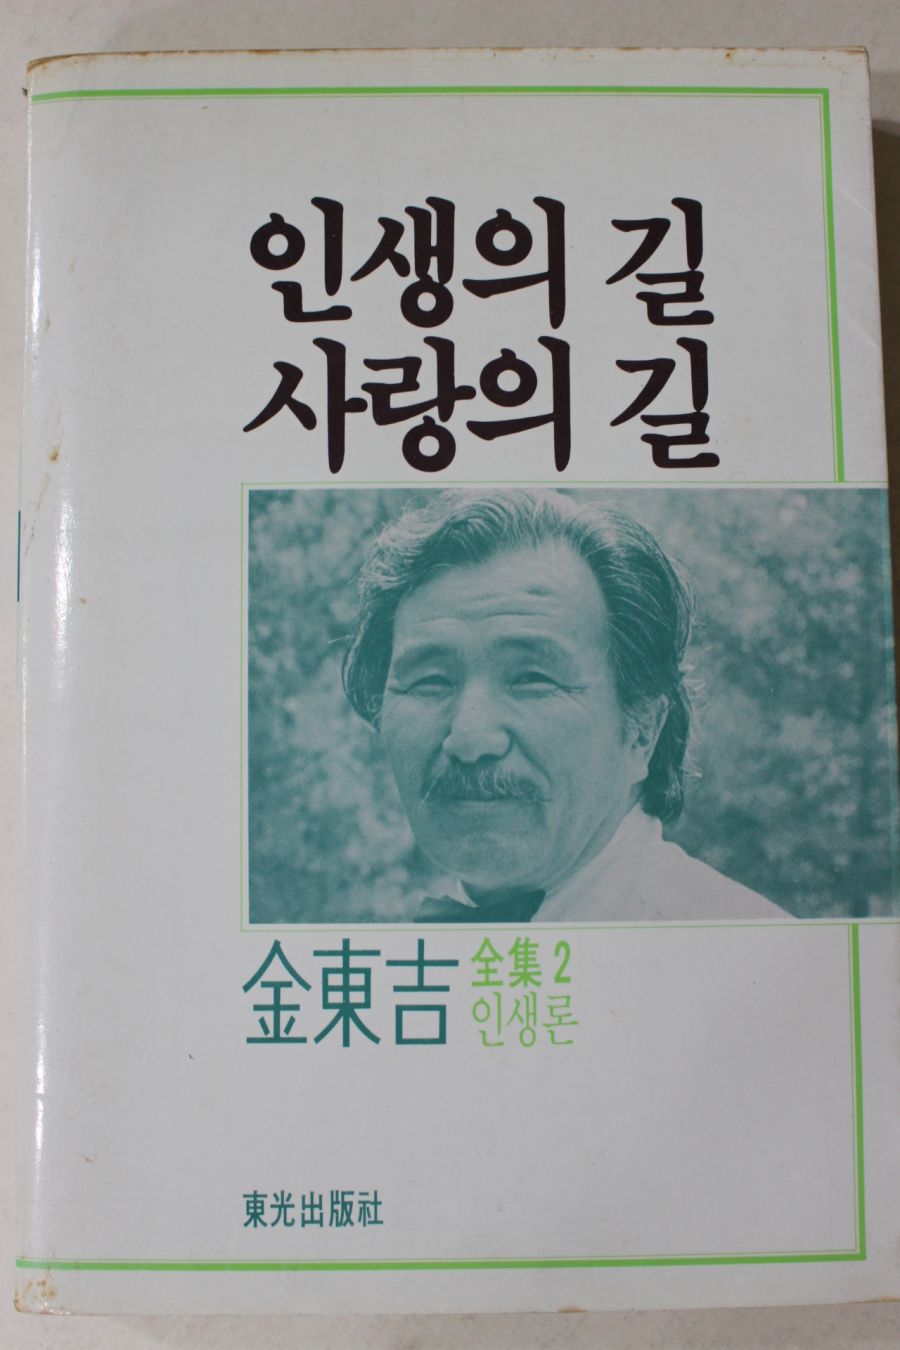 인생의 길
사랑의 길
金東吉 全集 2
인생론
東光出版社